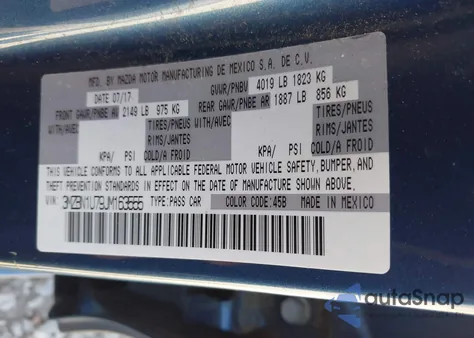 MFD. BY MAZDA MOTOR MANUFACTURING DE MEXICO S.A. DE C.V.
DATE 07/17 GVWR/PNBV 4019 LB 1823 KG
FRONT GAWR/PNBE AV 2149 LB 975 KG REAR GAWR/PNBE AR 1887 LB 856 KG
WITH/AVEC TIRES/PNEUS WITH/AVEC TIRES/PNEUS
RIMS/JANTES RIMS/JANTES
KPA/ PSI COLD/A FROID KPA/ PSI COLD/A FROID
THIS VEHICLE CONFORMS TO ALL APPLICABLE FEDERAL MOTOR VEHICLE SAFETY, BUMPER, AND
THEFT PREVENTION STANDARDS IN EFFECT ON THE DATE OF MANUFACTURE SHOWN ABOVE.
VIN: TYPE:PASS CAR COLOR CODE:45B MADE IN MEXICO
autoSnap